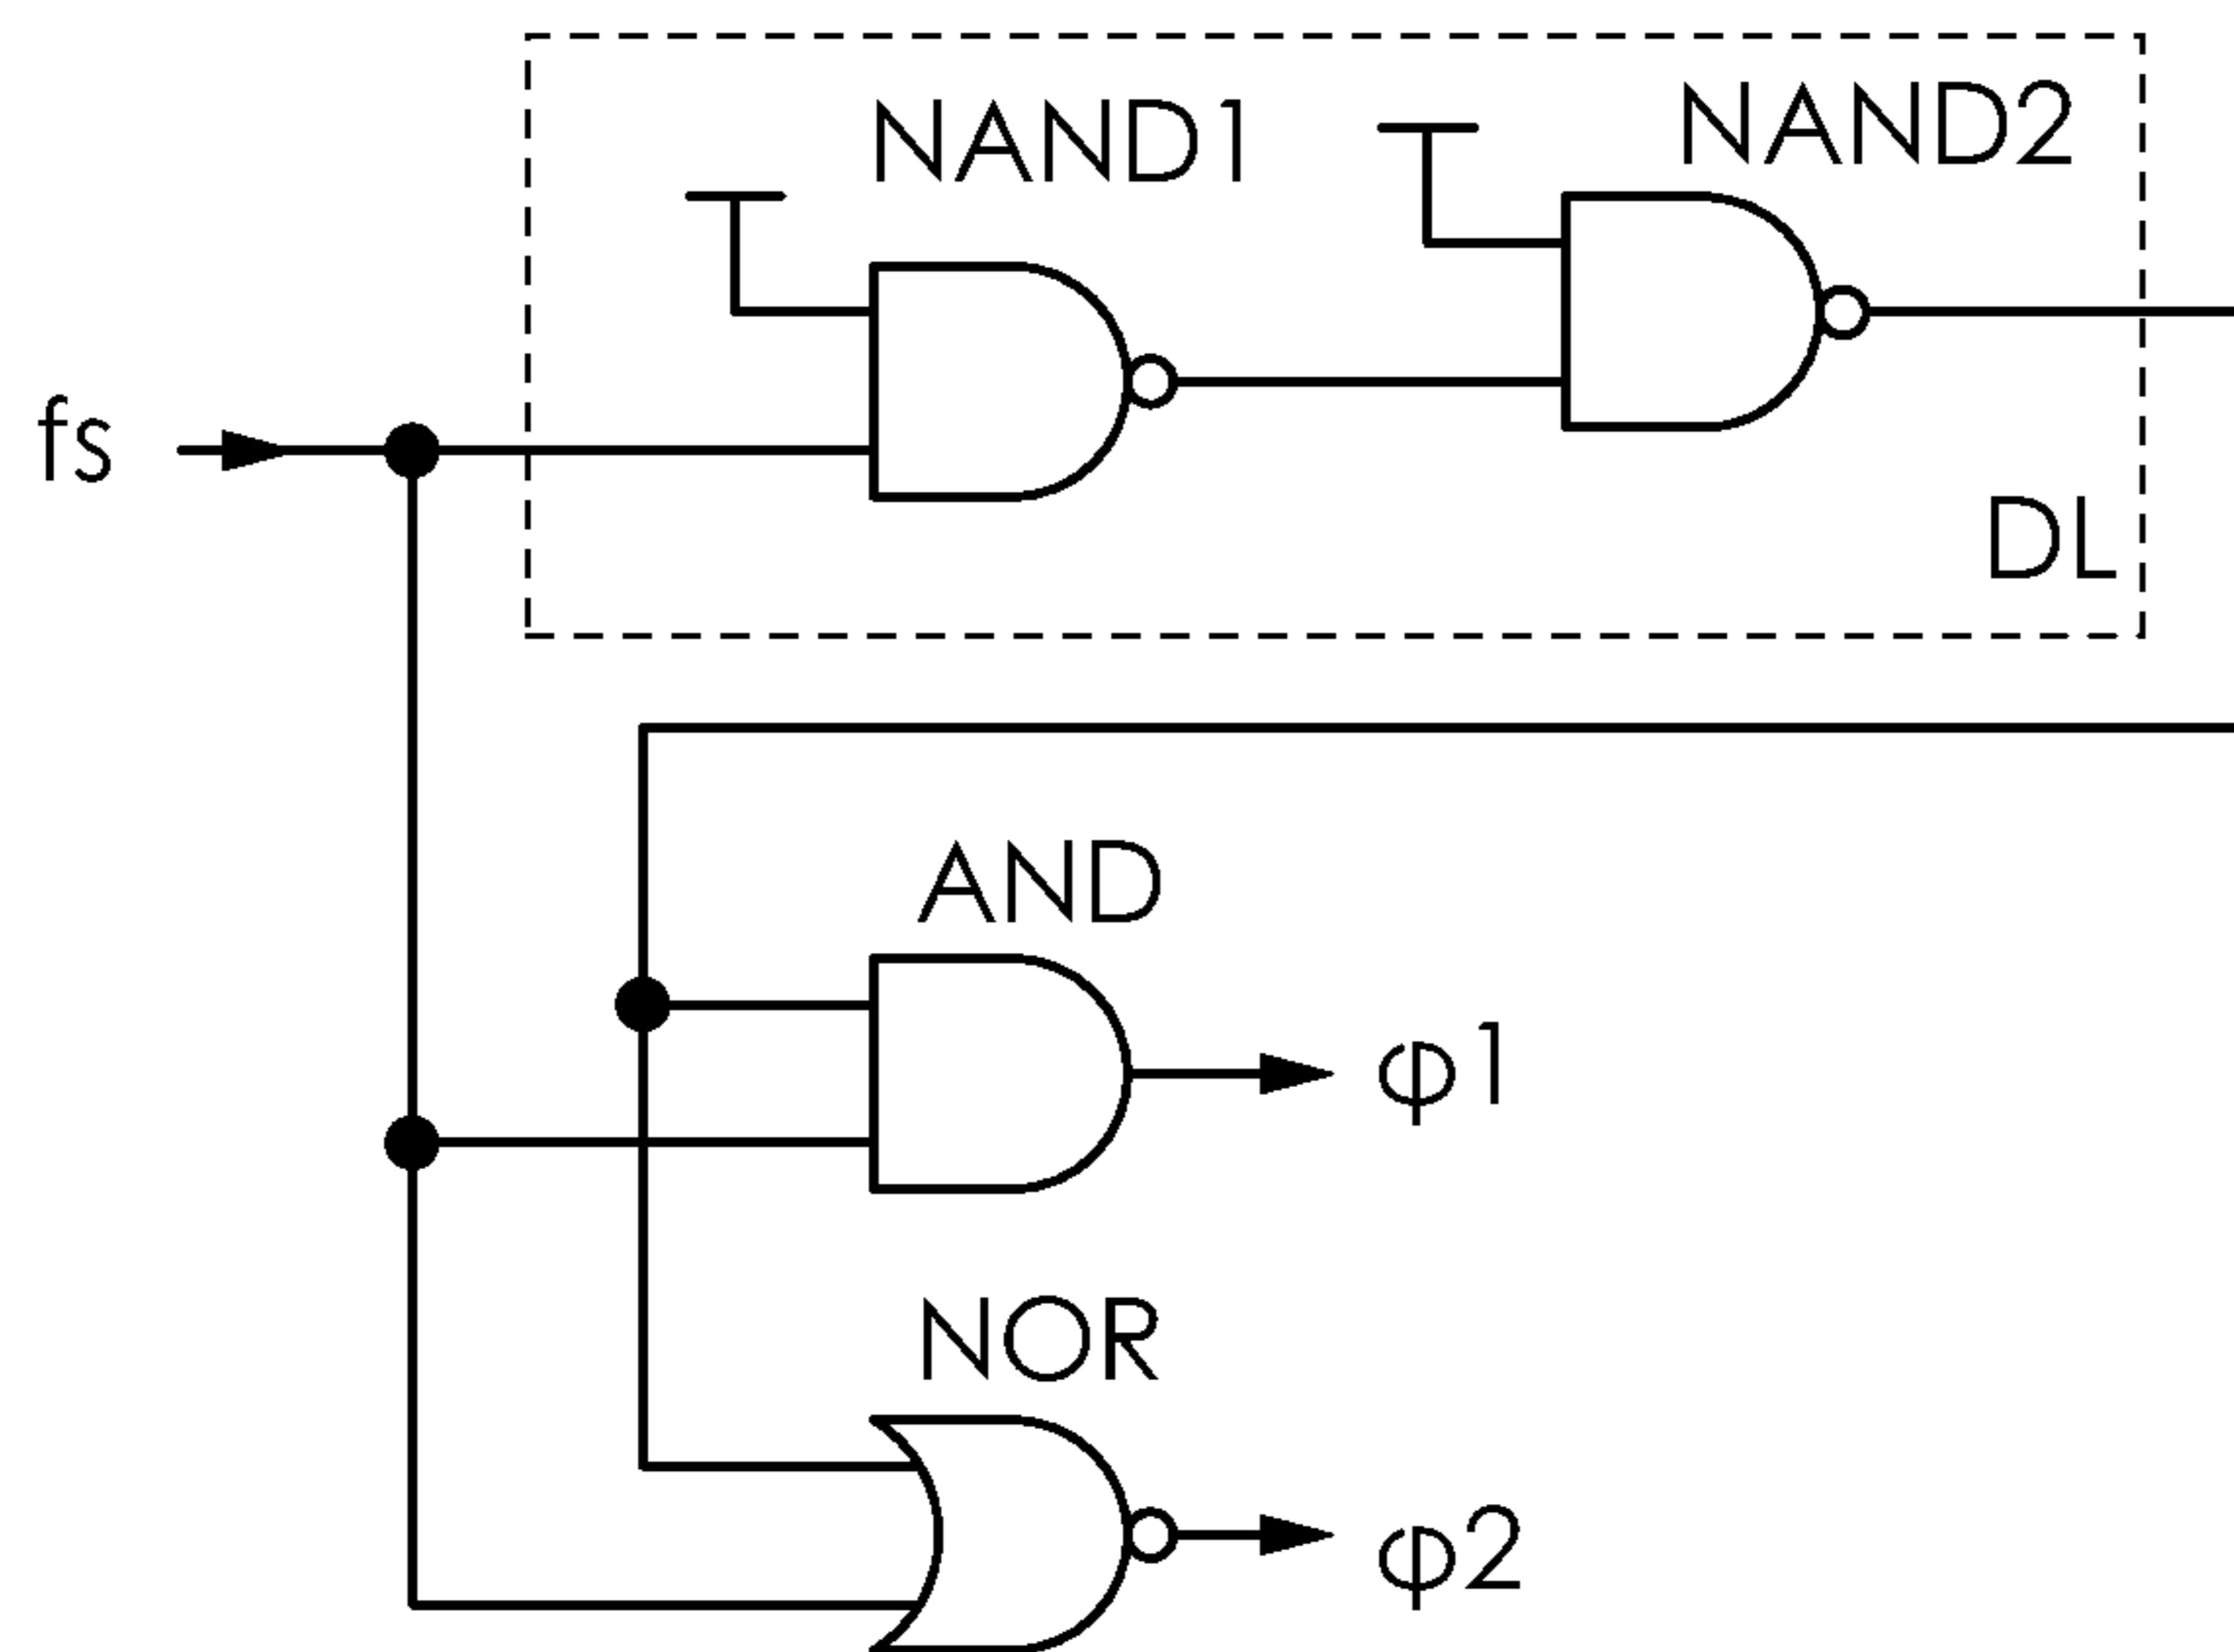 NAND1
NAND2
fs
DL
AND
φ1
NOR
φ2